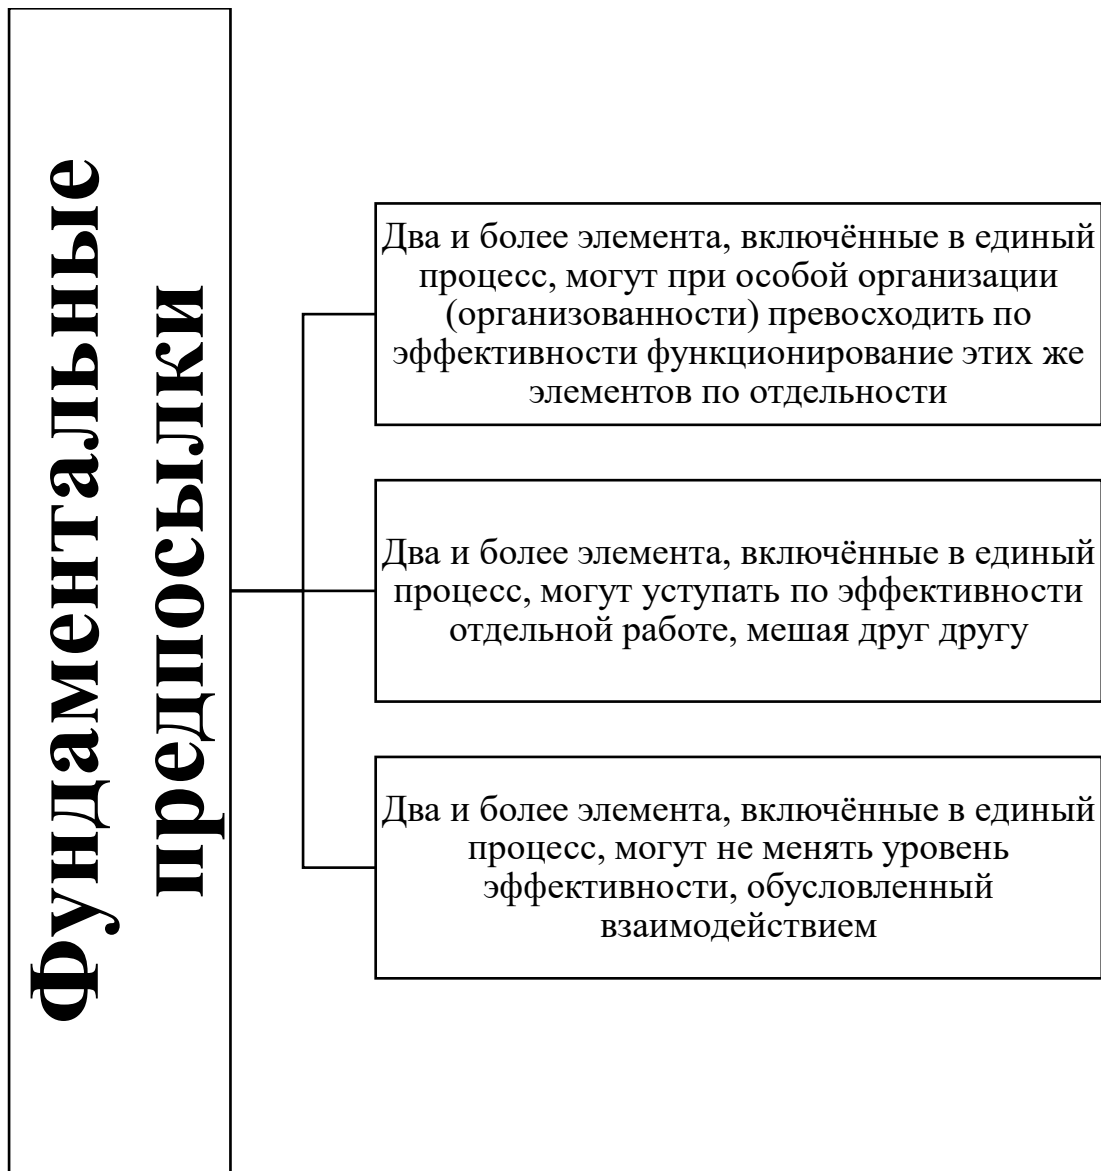 Фундаментальные
предпосылки
Два и более элемента, включённые в единый
процесс, могут при особой организации
(организованности) превосходить по
эффективности функционирование этих же
элементов по отдельности
Два и более элемента, включённые в единый
процесс, могут уступать по эффективности
отдельной работе, мешая друг другу
Два и более элемента, включённые в единый
процесс, могут не менять уровень
эффективности, обусловленный
взаимодействием